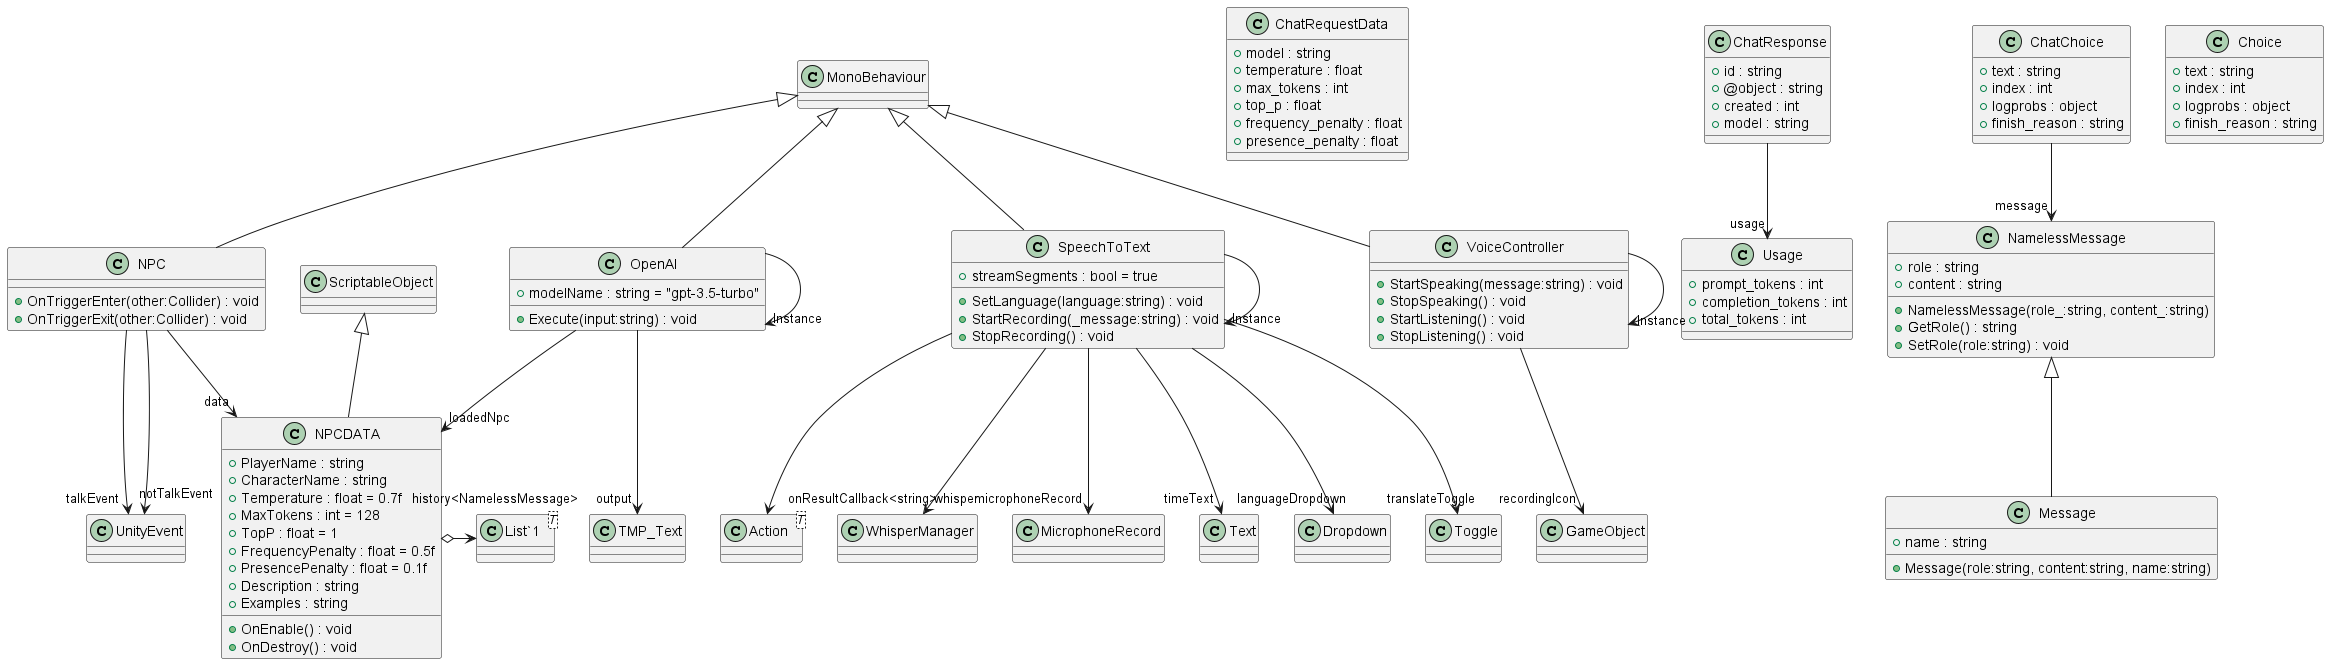 MonoBehaviour
ChatRequestData
+ model : string
+ temperature : float
+ max_tokens : int
+ top_p : float
+ frequency_penalty : float
+ presence_penalty : float
ChatResponse
+ id : string
+ @object : string
+ created : int
+ model : string
ChatChoice
+ text : string
+ index : int
+ logprobs : object
+ finish_reason : string
Choice
+ text : string
+ index : int
+ logprobs : object
+ finish_reason : string
usage
message
NPC
+ OnTriggerEnter(other:Collider) : void
+ OnTriggerExit(other:Collider) : void
ScriptableObject
OpenAI
+ modelName : string = "gpt-3.5-turbo"
+ Execute(input:string) : void
Instance
SpeechToText
+ streamSegments : bool = true
+ SetLanguage(language:string) : void
+ StartRecording(_message:string) : void
+ StopRecording() : void
Instance
VoiceController
+ StartSpeaking(message:string) : void
+ StopSpeaking() : void
+ StartListening() : void
+ StopListening() : void
Instance
Usage
+ prompt_tokens : int
+ completion_tokens : int
+ total_tokens : int
NamelessMessage
+ role : string
+ content : string
+ NamelessMessage(role_:string, content_:string)
+ GetRole() : string
+ SetRole(role:string) : void
data
loadedNpc
talkEvent
notTalkEvent
UnityEvent
NPCDATA
+ PlayerName : string
+ CharacterName : string
+ Temperature : float = 0.7f
+ MaxTokens : int = 128
+ TopP : float = 1
+ FrequencyPenalty : float = 0.5f
+ PresencePenalty : float = 0.1f
+ Description : string
+ Examples : string
+ OnEnable() : void
+ OnDestroy() : void
history<NamelessMessage>
List`1
T
output
TMP_Text
onResultCallback<string>
Action
T
WhisperManager
microphoneRecord
MicrophoneRecord
timeText
Text
languageDropdown
Dropdown
translateToggle
Toggle
recordingIcon
GameObject
Message
+ name : string
+ Message(role:string, content:string, name:string)